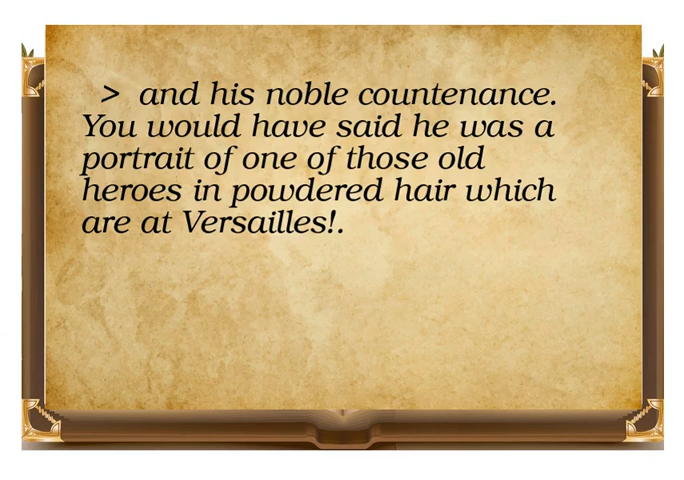 > and his noble countenance.
You would have said he was a
portrait of one of those old
heroes in powdered hair which
are at Versailles!.